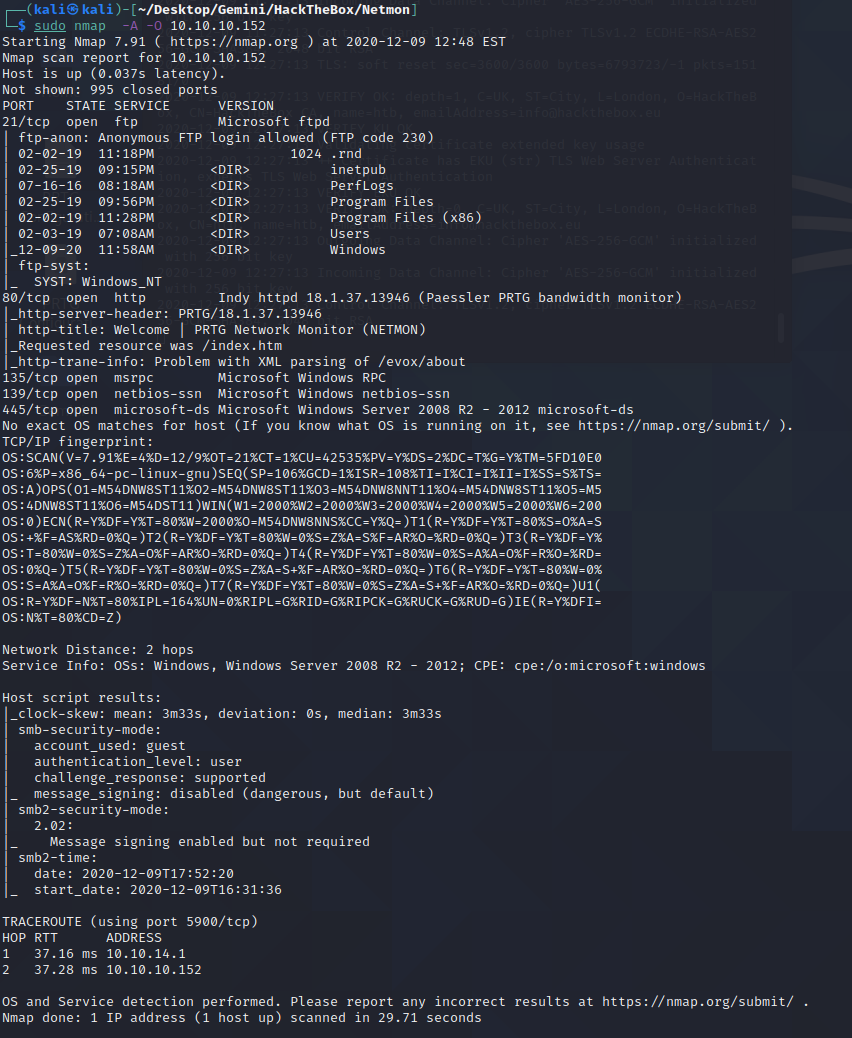 ┌──(kali㉿kali)-[~/Desktop/Gemini/HackTheBox/Netmon]
└─$ sudo nmap  -A -O 10.10.10.152
Starting Nmap 7.91 ( https://nmap.org ) at 2020-12-09 12:48 EST
Nmap scan report for 10.10.10.152
Host is up (0.037s latency).
Not shown: 995 closed ports
PORT    STATE SERVICE      VERSION
21/tcp  open  ftp          Microsoft ftpd
| ftp-anon: Anonymous FTP login allowed (FTP code 230)
| 02-02-19  11:18PM                 1024 .rnd
| 02-25-19  09:15PM       <DIR>          inetpub
| 07-16-16  08:18AM       <DIR>          PerfLogs
| 02-25-19  09:56PM       <DIR>          Program Files
| 02-02-19  11:28PM       <DIR>          Program Files (x86)
| 02-03-19  07:08AM       <DIR>          Users
|_12-09-20  11:58AM       <DIR>          Windows
| ftp-syst:
|_  SYST: Windows_NT
80/tcp  open  http         Indy httpd 18.1.37.13946 (Paessler PRTG bandwidth monitor)
|_http-server-header: PRTG/18.1.37.13946
| http-title: Welcome | PRTG Network Monitor (NETMON)
|_Requested resource was /index.htm
|_http-trane-info: Problem with XML parsing of /evox/about
135/tcp open  msrpc        Microsoft Windows RPC
139/tcp open  netbios-ssn  Microsoft Windows netbios-ssn
445/tcp open  microsoft-ds Microsoft Windows Server 2008 R2 - 2012 microsoft-ds
No exact OS matches for host (If you know what OS is running on it, see https://nmap.org/submit/ ).
TCP/IP fingerprint:
OS:SCAN(V=7.91%E=4%D=12/9%OT=21%CT=1%CU=42535%PV=Y%DS=2%DC=T%G=Y%TM=5FD10E0
OS:6%P=x86_64-pc-linux-gnu)SEQ(SP=106%GCD=1%ISR=108%TI=I%CI=I%II=I%SS=S%TS=
OS:A)OPS(O1=M54DNW8ST11%O2=M54DNW8ST11%O3=M54DNW8NNT11%O4=M54DNW8ST11%O5=M5
OS:4DNW8ST11%O6=M54DST11)WIN(W1=2000%W2=2000%W3=2000%W4=2000%W5=2000%W6=200
OS:0)ECN(R=Y%DF=Y%T=80%W=2000%O=M54DNW8NNS%CC=Y%Q=)T1(R=Y%DF=Y%T=80%S=O%A=S
OS:+%F=AS%RD=0%Q=)T2(R=Y%DF=Y%T=80%W=0%S=Z%A=S%F=AR%O=%RD=0%Q=)T3(R=Y%DF=Y%
OS:T=80%W=0%S=Z%A=O%F=AR%O=%RD=0%Q=)T4(R=Y%DF=Y%T=80%W=0%S=A%A=O%F=R%O=%RD=
OS:0%Q=)T5(R=Y%DF=Y%T=80%W=0%S=Z%A=S+%F=AR%O=%RD=0%Q=)T6(R=Y%DF=Y%T=80%W=0%
OS:S=A%A=O%F=R%O=%RD=0%Q=)T7(R=Y%DF=Y%T=80%W=0%S=Z%A=S+%F=AR%O=%RD=0%Q=)U1(
OS:R=Y%DF=N%T=80%IPL=164%UN=0%RIPL=G%RID=G%RIPCK=G%RUCK=G%RUD=G)IE(R=Y%DFI=
OS:N%T=80%CD=Z)
Network Distance: 2 hops
Service Info: OSs: Windows, Windows Server 2008 R2 - 2012; CPE: cpe:/o:microsoft:windows
Host script results:
|_clock-skew: mean: 3m33s, deviation: 0s, median: 3m33s
| smb-security-mode:
|   account_used: guest
|   authentication_level: user
|   challenge_response: supported
|_  message_signing: disabled (dangerous, but default)
| smb2-security-mode:
|   2.02:
|_    Message signing enabled but not required
| smb2-time:
|   date: 2020-12-09T17:52:20
|_  start_date: 2020-12-09T16:31:36
TRACEROUTE (using port 5900/tcp)
HOP RTT      ADDRESS
1   37.16 ms 10.10.14.1
2   37.28 ms 10.10.10.152
OS and Service detection performed. Please report any incorrect results at https://nmap.org/submit/ .
Nmap done: 1 IP address (1 host up) scanned in 29.71 seconds